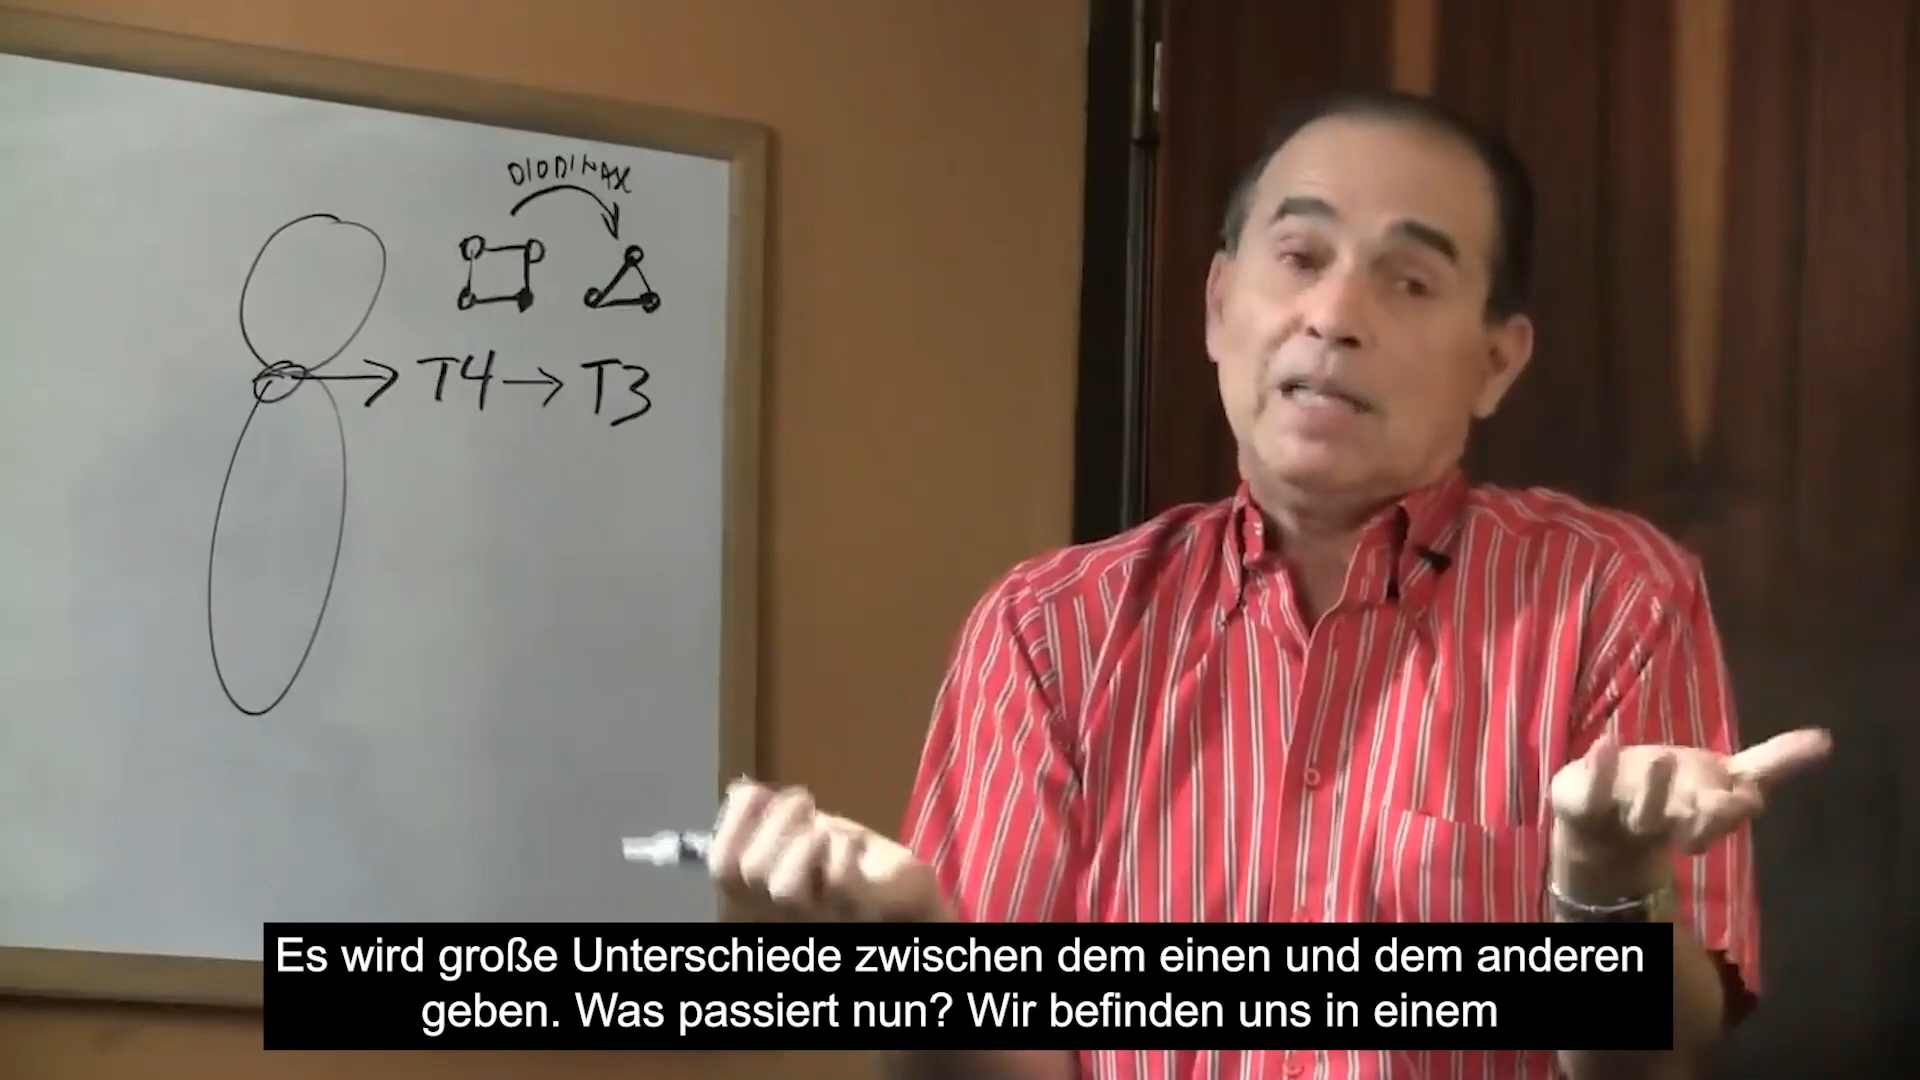 DIODINAX
T4 → T3
Es wird große Unterschiede zwischen dem einen und dem anderen
geben. Was passiert nun? Wir befinden uns in einem